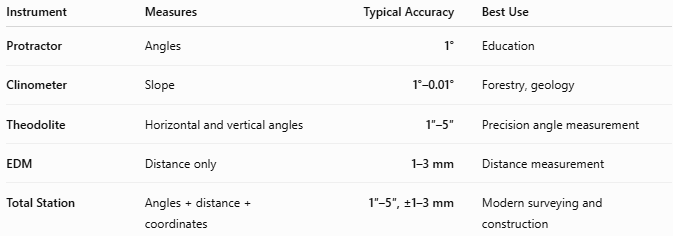 Instrument Measures Typical Accuracy Best Use
Protractor Angles 1° Education
Clinometer Slope 1°–0.01° Forestry, geology
Theodolite Horizontal and vertical angles 1″–5″ Precision angle measurement
EDM Distance only 1–3 mm Distance measurement
Total Station Angles + distance + 1″–5″, ±1–3 mm Modern surveying and
coordinates construction